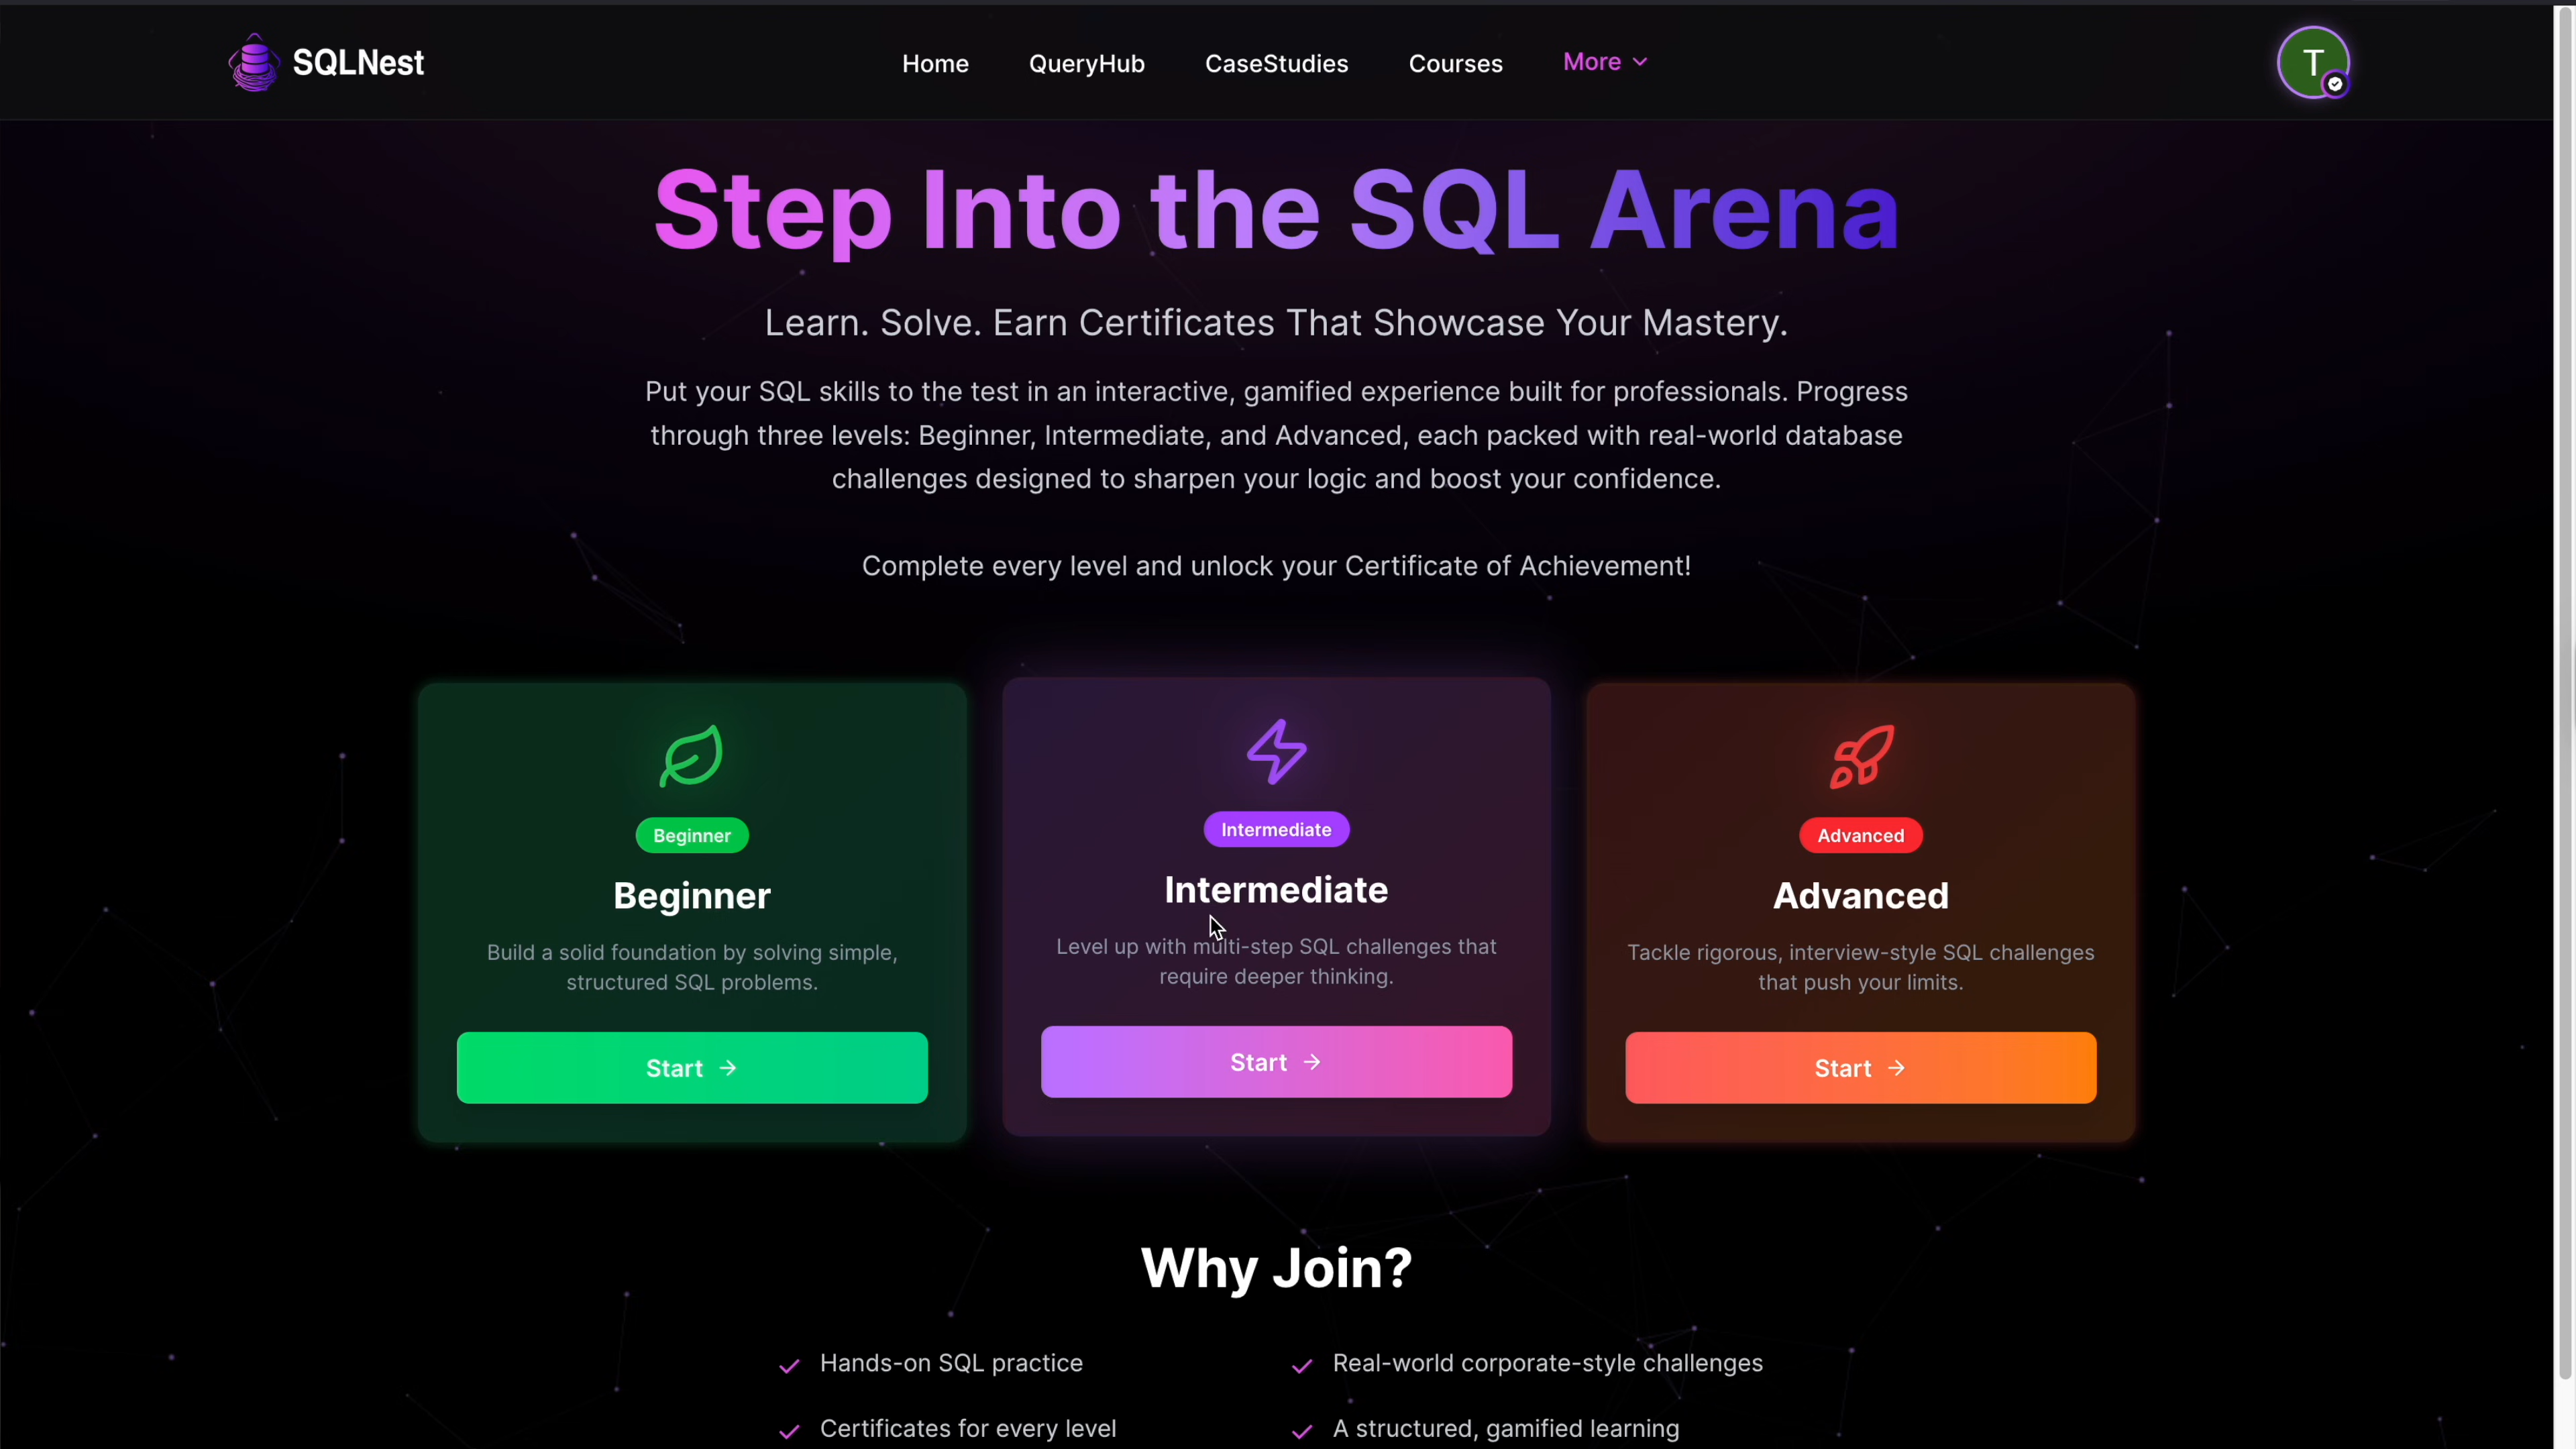 SQLNest
Home
QueryHub
CaseStudies
Courses
More
T
Step Into the SQL Arena
Learn. Solve. Earn Certificates That Showcase Your Mastery.
Put your SQL skills to the test in an interactive, gamified experience built for professionals. Progress
through three levels: Beginner, Intermediate, and Advanced, each packed with real-world database
challenges designed to sharpen your logic and boost your confidence.
Complete every level and unlock your Certificate of Achievement!
Beginner
Beginner
Build a solid foundation by solving simple,
structured SQL problems.
Start →
Intermediate
Intermediate
Level up with multi-step SQL challenges that
require deeper thinking.
Start →
Advanced
Advanced
Tackle rigorous, interview-style SQL challenges
that push your limits.
Start →
Why Join?
Hands-on SQL practice
Real-world corporate-style challenges
Certificates for every level
A structured, gamified learning